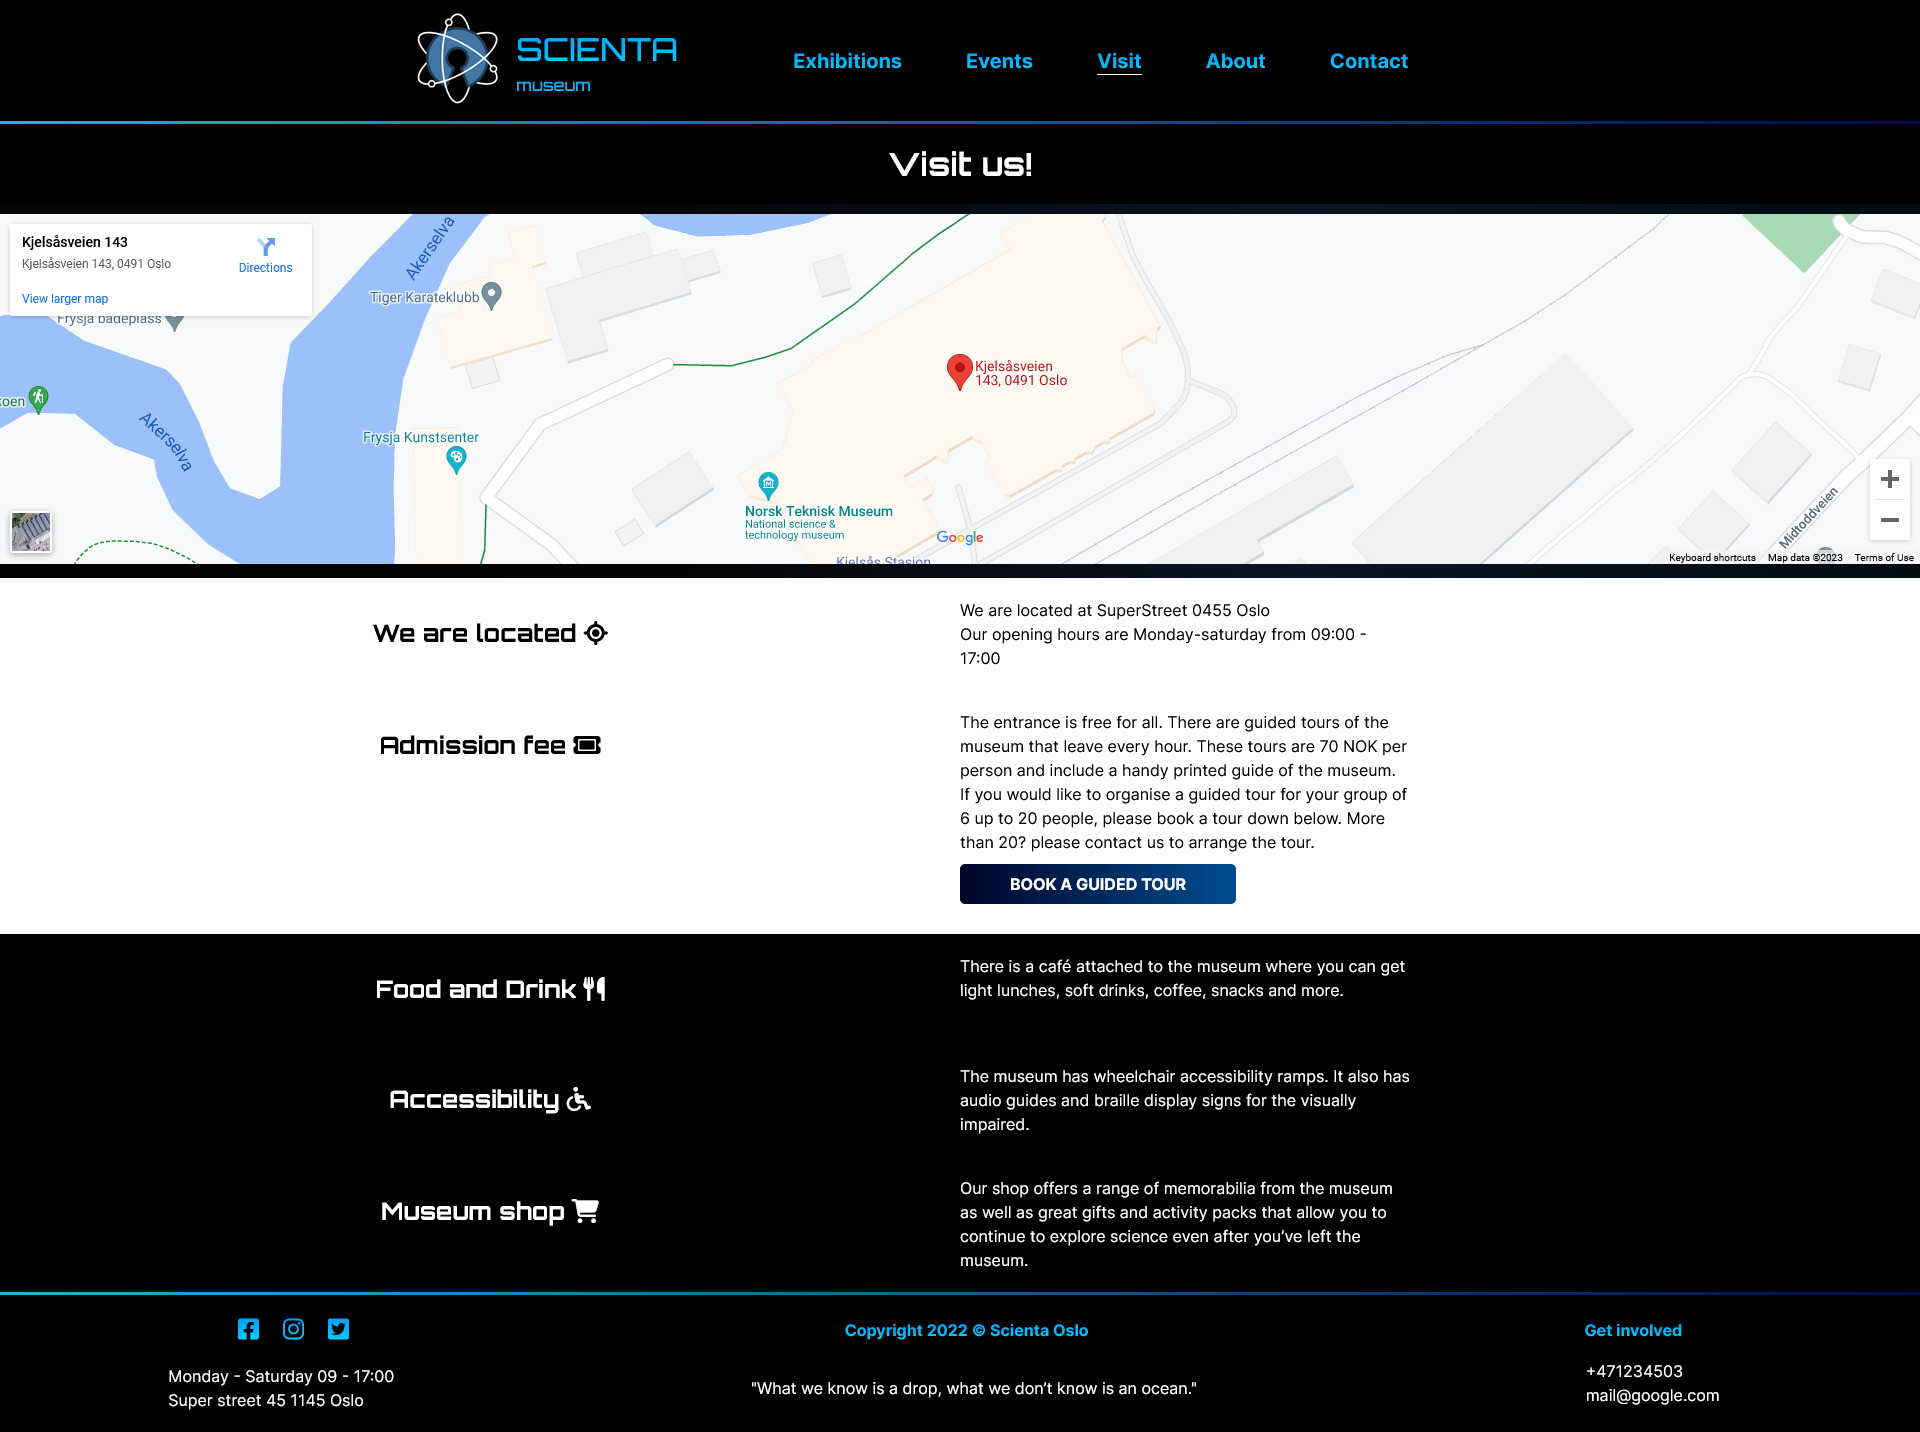 SCIENTA
museum
Exhibitions
Events
Visit
About
Contact
Visit us!
Kjelsåsveien 143
Kjelsåsveien 143, 0491 Oslo
Directions
View larger map
Frysja badeplass
Akerselva
Tiger Karateklubb
Kjelsåsveien
143, 0491 Oslo
koen
Akerselva
Frysja Kunstsenter
Norsk Teknisk Museum
National science &
technology museum
Google
Kjelsås Stasjon
Midtoddveien
Keyboard shortcuts
Map data ©2023
Terms of Use
We are located
We are located at SuperStreet 0455 Oslo
Our opening hours are Monday-saturday from 09:00 -
17:00
Admission fee
The entrance is free for all. There are guided tours of the
museum that leave every hour. These tours are 70 NOK per
person and include a handy printed guide of the museum.
If you would like to organise a guided tour for your group of
6 up to 20 people, please book a tour down below. More
than 20? please contact us to arrange the tour.
BOOK A GUIDED TOUR
Food and Drink
There is a café attached to the museum where you can get
light lunches, soft drinks, coffee, snacks and more.
Accessibility
The museum has wheelchair accessibility ramps. It also has
audio guides and braille display signs for the visually
impaired.
Museum shop
Our shop offers a range of memorabilia from the museum
as well as great gifts and activity packs that allow you to
continue to explore science even after you’ve left the
museum.
Monday - Saturday 09 - 17:00
Super street 45 1145 Oslo
Copyright 2022 © Scienta Oslo
"What we know is a drop, what we don’t know is an ocean."
Get involved
+471234503
mail@google.com